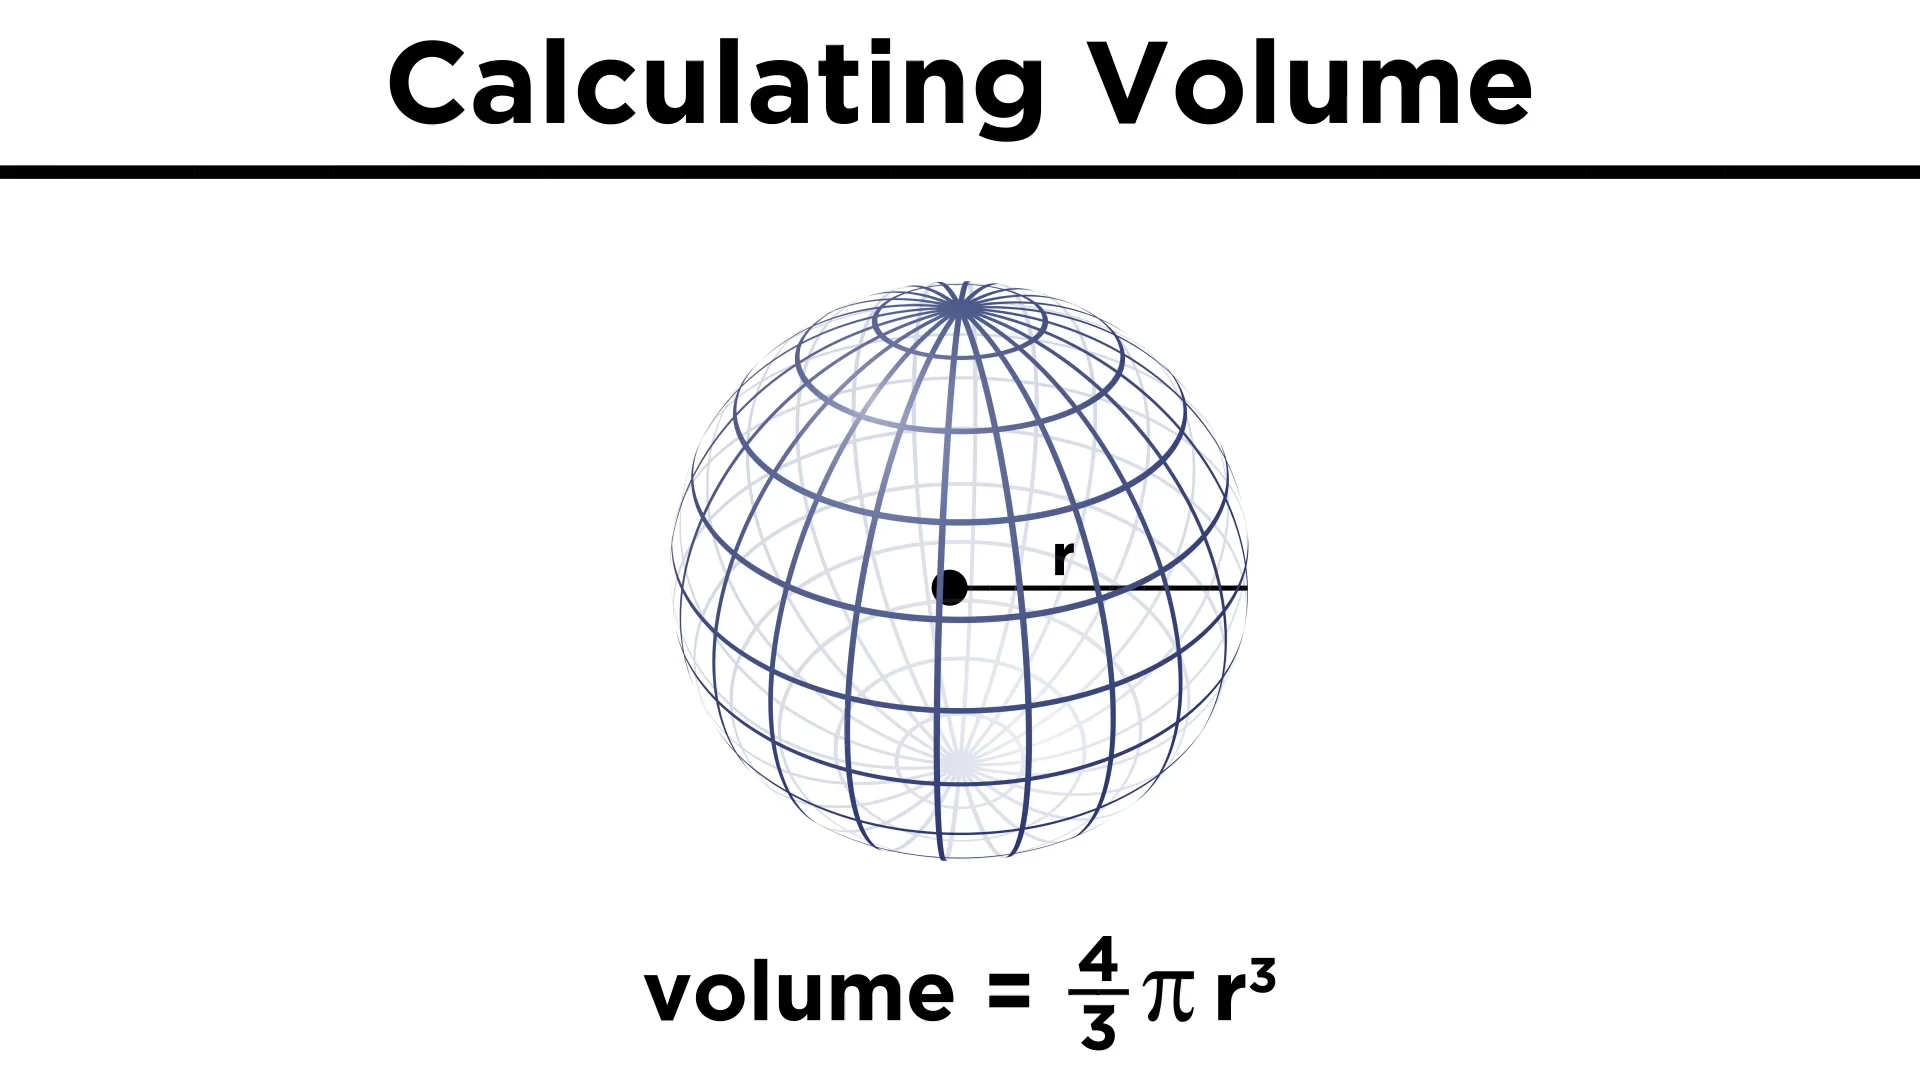 Calculating Volume
r
volume = 4/3 π r³